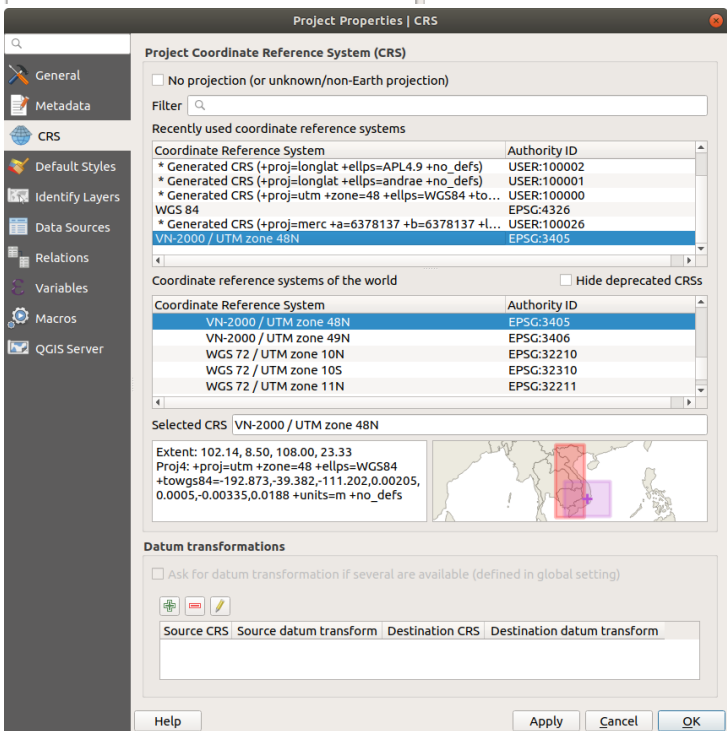 Project Properties | CRS
General
Metadata
CRS
Default Styles
Identify Layers
Data Sources
Relations
Variables
Macros
QGIS Server
Project Coordinate Reference System (CRS)
No projection (or unknown/non-Earth projection)
Filter
Recently used coordinate reference systems
Coordinate Reference System Authority ID
* Generated CRS (+proj=longlat +ellps=APL4.9 +no_defs) USER:100002
* Generated CRS (+proj=longlat +ellps=andrae +no_defs) USER:100001
* Generated CRS (+proj=utm +zone=48 +ellps=WGS84 +to... USER:100000
WGS 84 EPSG:4326
* Generated CRS (+proj=merc +a=6378137 +b=6378137 +l... USER:100026
VN-2000 / UTM zone 48N EPSG:3405
Coordinate reference systems of the world Hide deprecated CRSs
Coordinate Reference System Authority ID
VN-2000 / UTM zone 48N EPSG:3405
VN-2000 / UTM zone 49N EPSG:3406
WGS 72 / UTM zone 10N EPSG:32210
WGS 72 / UTM zone 10S EPSG:32310
WGS 72 / UTM zone 11N EPSG:32211
Selected CRS VN-2000 / UTM zone 48N
Extent: 102.14, 8.50, 108.00, 23.33
Proj4: +proj=utm +zone=48 +ellps=WGS84
+towgs84=-192.873,-39.382,-111.202,0.00205,
0.0005,-0.00335,0.0188 +units=m +no_defs
Datum transformations
Ask for datum transformation if several are available (defined in global setting)
Source CRS Source datum transform Destination CRS Destination datum transform
Help Apply Cancel OK